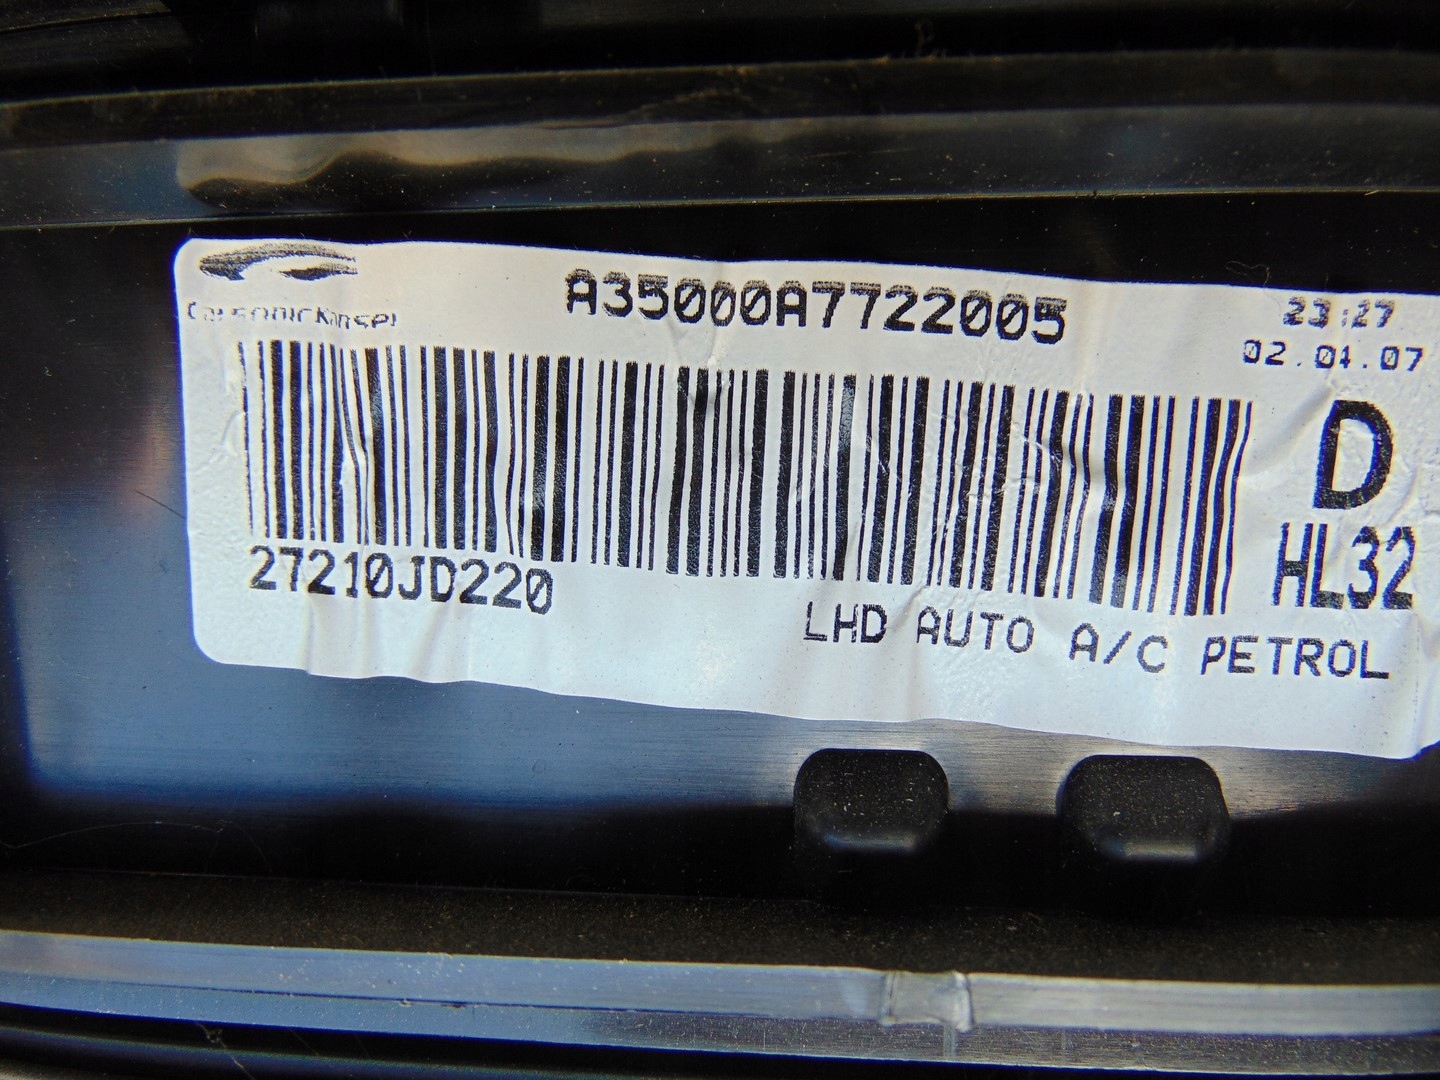 CalsonicKansei
A35000A7722005
23:27
02.04.07
D
HL32
27210JD220
LHD AUTO A/C PETROL